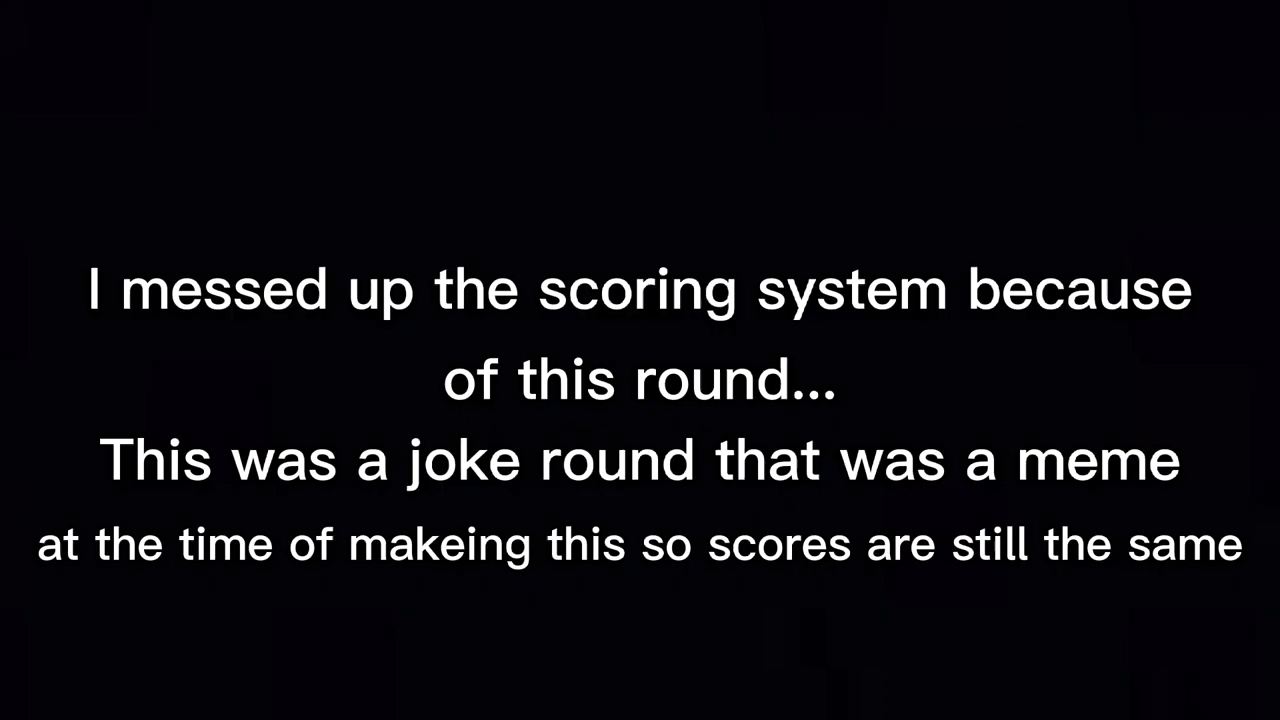 I messed up the scoring system because
of this round...
This was a joke round that was a meme
at the time of makeing this so scores are still the same